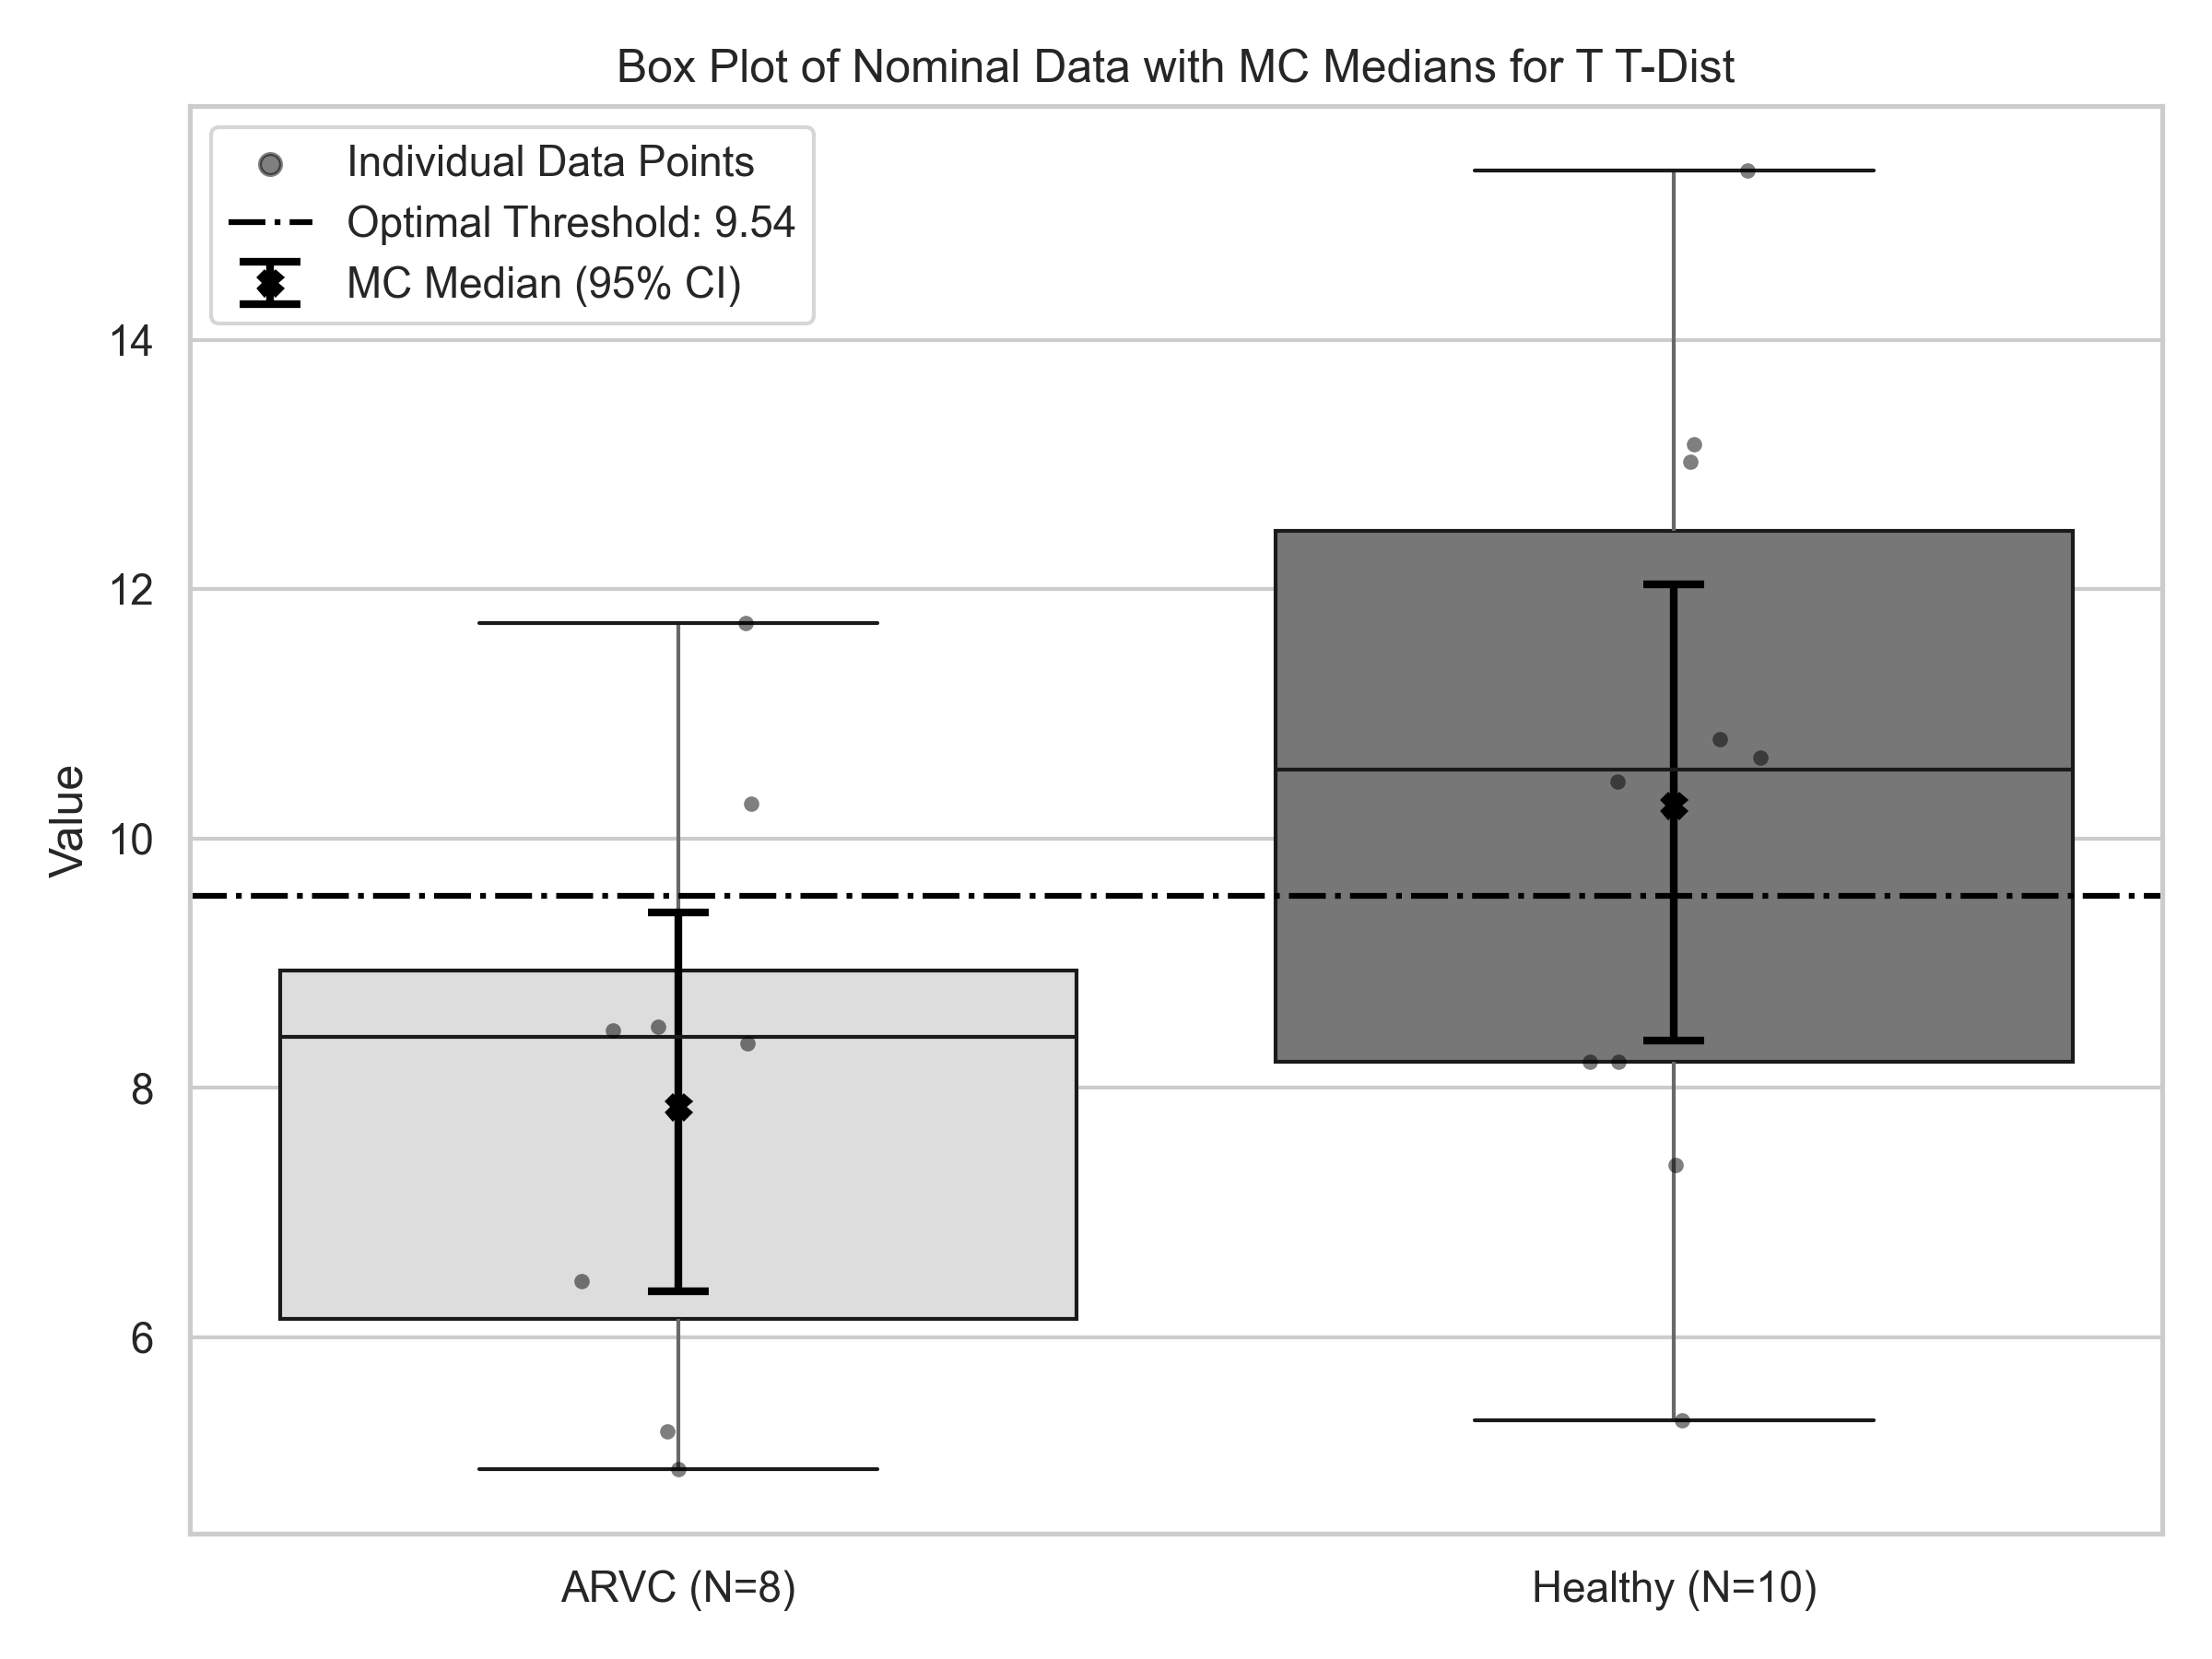 Box Plot of Nominal Data with MC Medians for T T-Dist
Individual Data Points
Optimal Threshold: 9.54
MC Median (95% CI)
14
12
10
8
6
Value
ARVC (N=8)
Healthy (N=10)